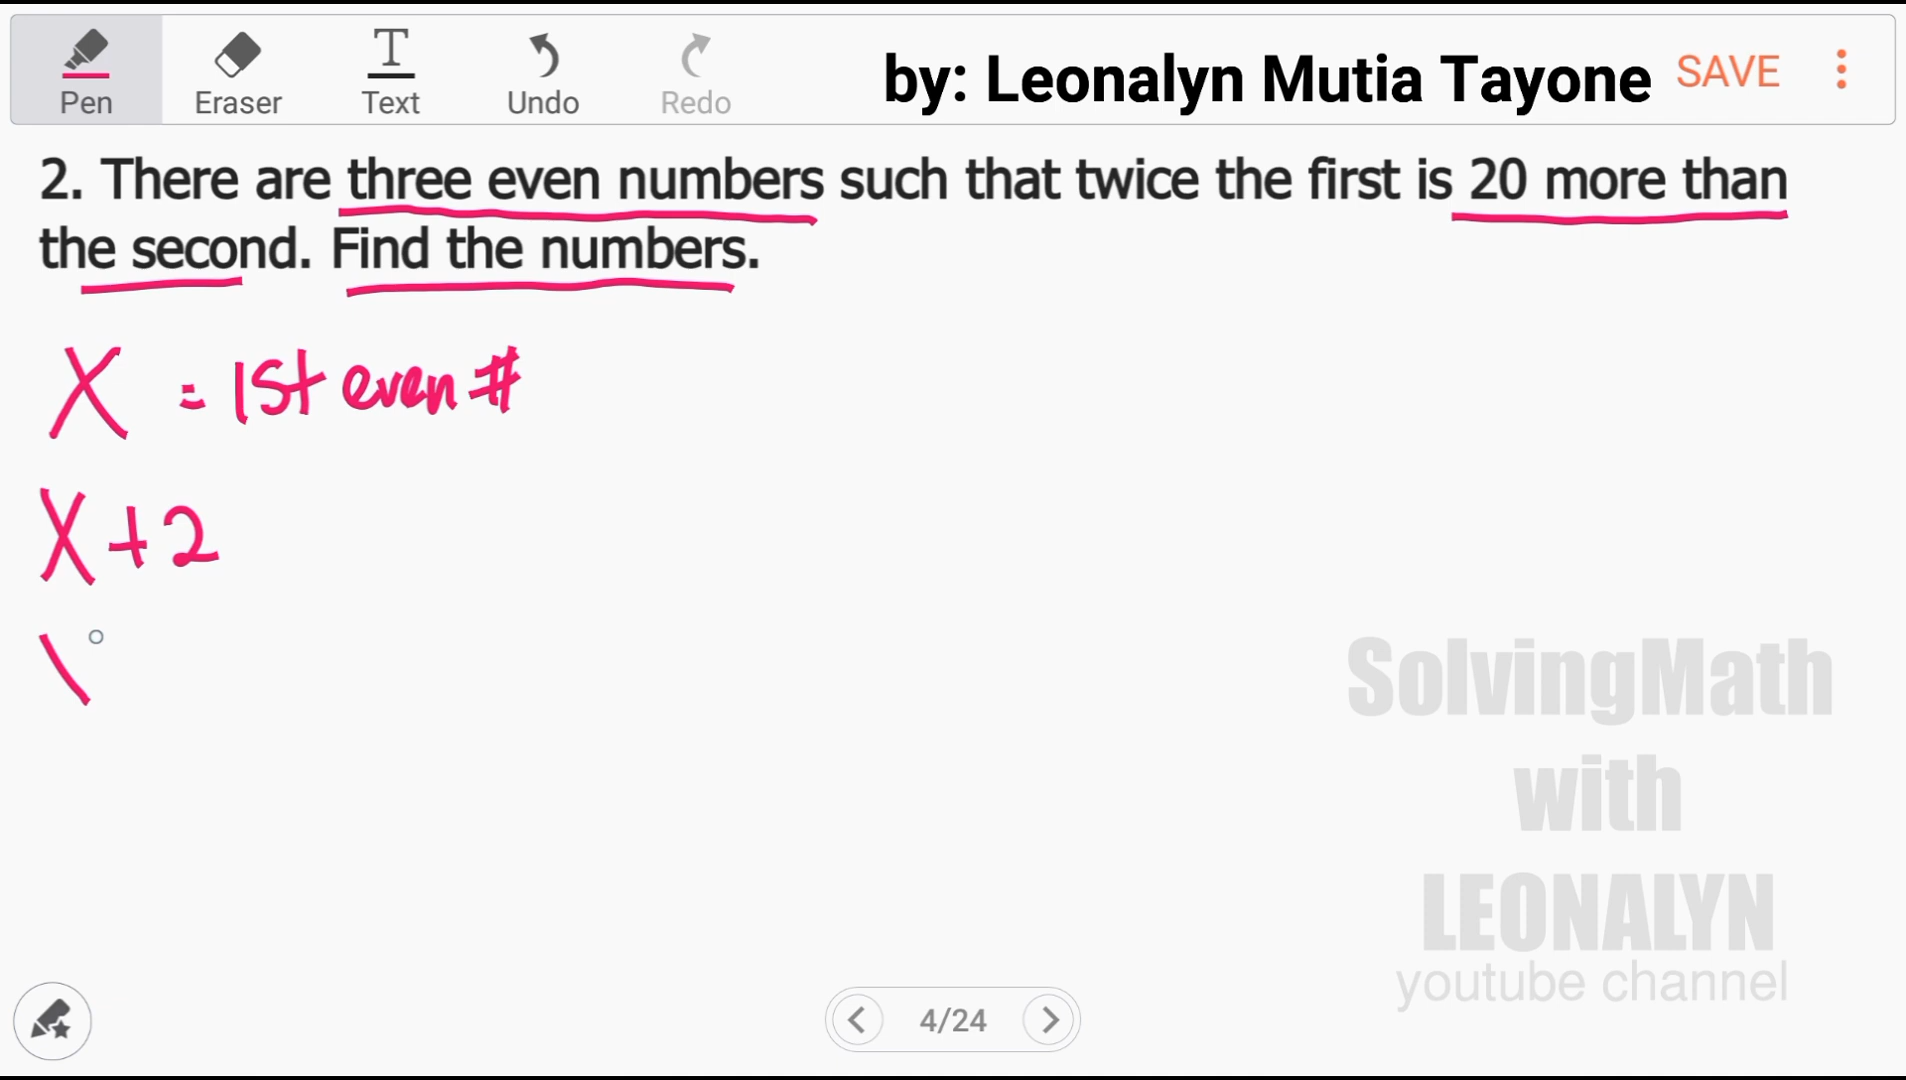 Pen Eraser Text Undo Redo by: Leonalyn Mutia Tayone SAVE
2. There are three even numbers such that twice the first is 20 more than
the second. Find the numbers.
X = 1st even #
X + 2
SolvingMath
with
LEONALYN
youtube channel
4/24